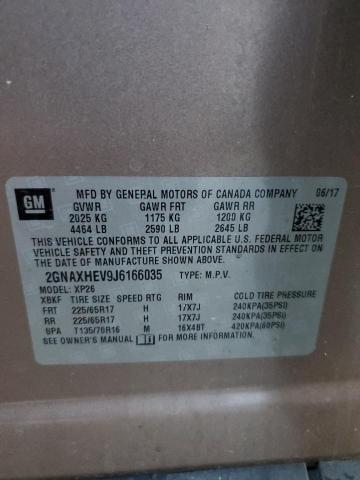 GM
MFD BY GENERAL MOTORS OF CANADA COMPANY 06/17
GVWR GAWR FRT GAWR RR
2025 KG 1175 KG 1200 KG
4464 LB 2590 LB 2645 LB
THIS VEHICLE CONFORMS TO ALL APPLICABLE U.S. FEDERAL MOTOR
VEHICLE SAFETY, BUMPER, AND THEFT PREVENTION STANDARDS
IN EFFECT ON THE DATE OF MANUFACTURE SHOWN ABOVE.
2GNAXHEV9J6166035 TYPE: M.P.V.
MODEL: XP26
XBKF TIRE SIZE SPEED RTG RIM COLD TIRE PRESSURE
FRT 225/65R17 H 17X7J 240KPA(35PSI)
RR 225/65R17 H 17X7J 240KPA(35PSI)
SPA T135/70R16 M 16X4BT 420KPA(60PSI)
SEE OWNER'S MANUAL FOR MORE INFORMATION.